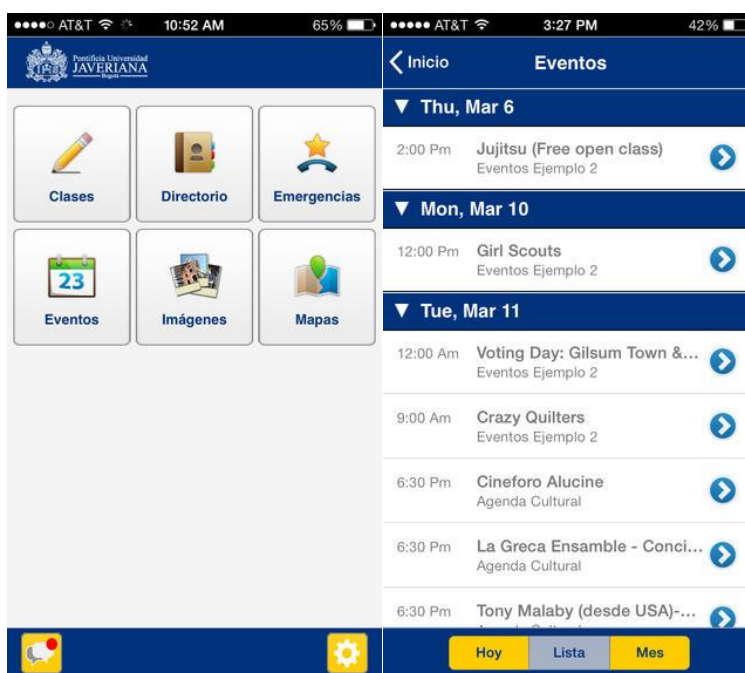 AT&T 10:52 AM 65%
Pontificia Universidad
JAVERIANA
Bogotá
Clases Directorio Emergencias
23
Eventos Imágenes Mapas
AT&T 3:27 PM 42%
Inicio Eventos
▼ Thu, Mar 6
2:00 Pm Jujitsu (Free open class)
Eventos Ejemplo 2
▼ Mon, Mar 10
12:00 Pm Girl Scouts
Eventos Ejemplo 2
▼ Tue, Mar 11
12:00 Am Voting Day: Gilsum Town &...
Eventos Ejemplo 2
9:00 Am Crazy Quilters
Eventos Ejemplo 2
6:30 Pm Cineforo Alucine
Agenda Cultural
6:30 Pm La Greca Ensamble - Conci...
Agenda Cultural
6:30 Pm Tony Malaby (desde USA)-...
Hoy Lista Mes